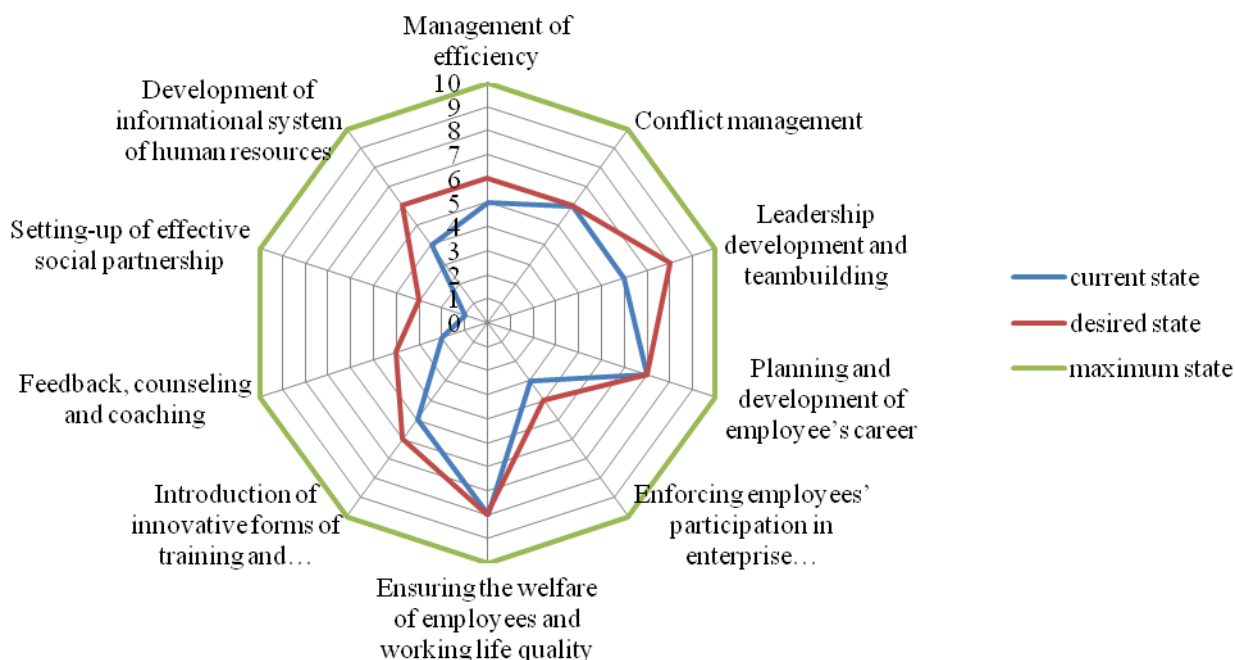 Management of
efficiency
Conflict management
Leadership
development and
teambuilding
Planning and
development of
employee's career
Enforcing employees'
participation in
enterprise…
Ensuring the welfare
of employees and
working life quality
Introduction of
innovative forms of
training and…
Feedback, counseling
and coaching
Setting-up of effective
social partnership
Development of
informational system
of human resources
10
9
8
7
6
5
4
3
2
1
0
current state
desired state
maximum state